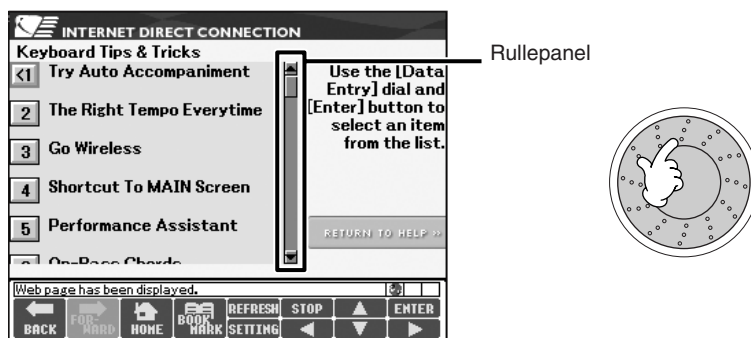 INTERNET DIRECT CONNECTION
Keyboard Tips & Tricks
<1 Try Auto Accompaniment
2 The Right Tempo Everytime
3 Go Wireless
4 Shortcut To MAIN Screen
5 Performance Assistant
On-Bass Chords
Use the [Data
Entry] dial and
[Enter] button to
select an item
from the list.
RETURN TO HELP »
Rullepanel
Web page has been displayed.
BACK
FOR-
WARD
HOME
BOOK
MARK
REFRESH
SETTING
STOP
ENTER